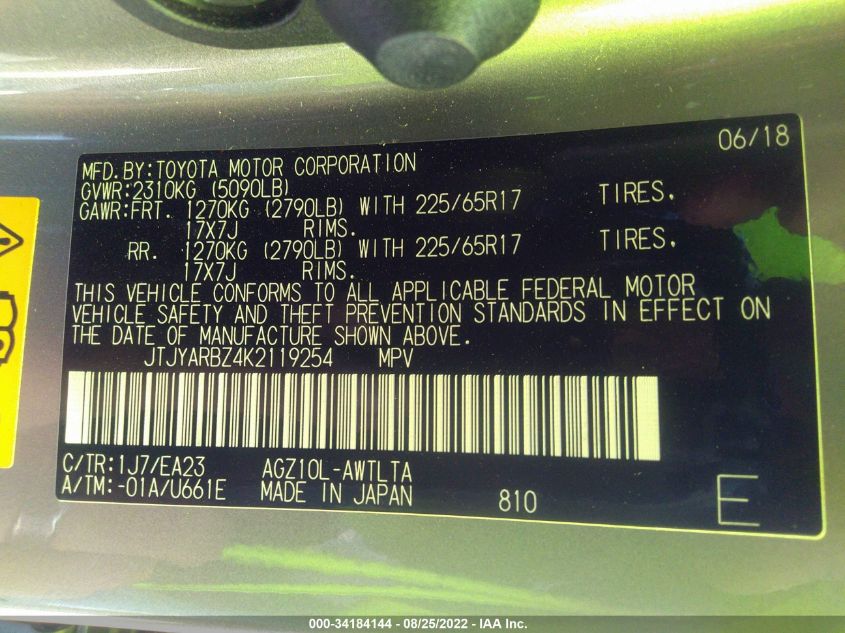 06/18
MFD.BY:TOYOTA MOTOR CORPORATION
GVWR:2310KG (5090LB)
GAWR:FRT. 1270KG (2790LB) WITH 225/65R17 TIRES,
17X7J RIMS.
RR. 1270KG (2790LB) WITH 225/65R17 TIRES,
17X7J RIMS.
THIS VEHICLE CONFORMS TO ALL APPLICABLE FEDERAL MOTOR
VEHICLE SAFETY AND THEFT PREVENTION STANDARDS IN EFFECT ON
THE DATE OF MANUFACTURE SHOWN ABOVE.
JTJYARBZ4K2119254 MPV
C/TR:1J7/EA23 AGZ10L-AWTLTA
A/TM:-01A/U661E MADE IN JAPAN 810 E
000-34184144 - 08/25/2022 - IAA Inc.